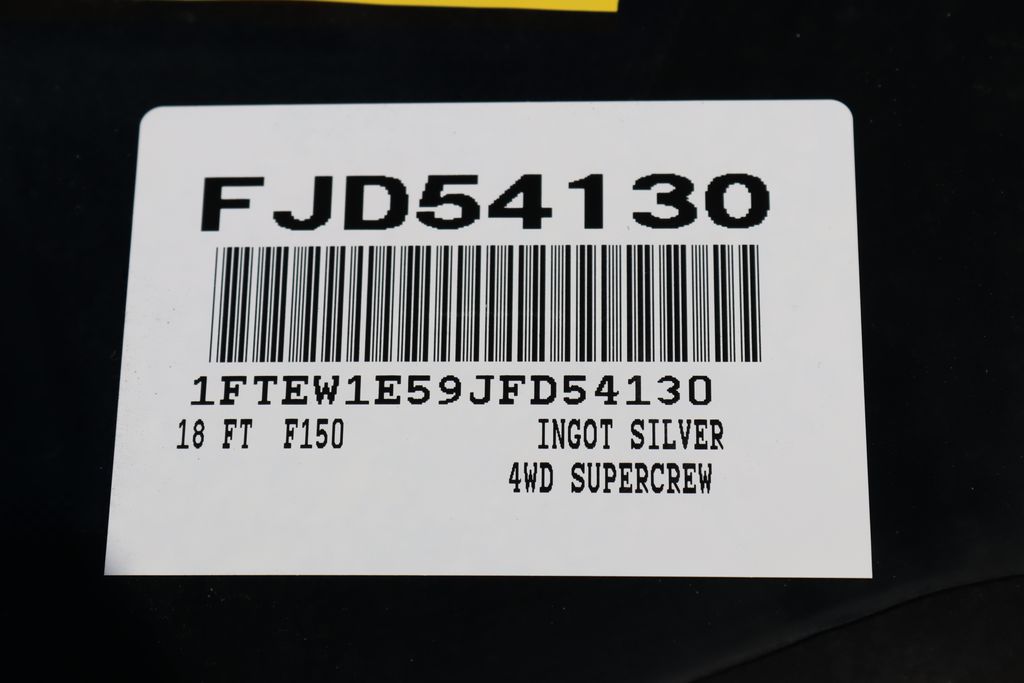 FJD54130
1FTEW1E59JFD54130
18 FT F150 INGOT SILVER
4WD SUPERCREW